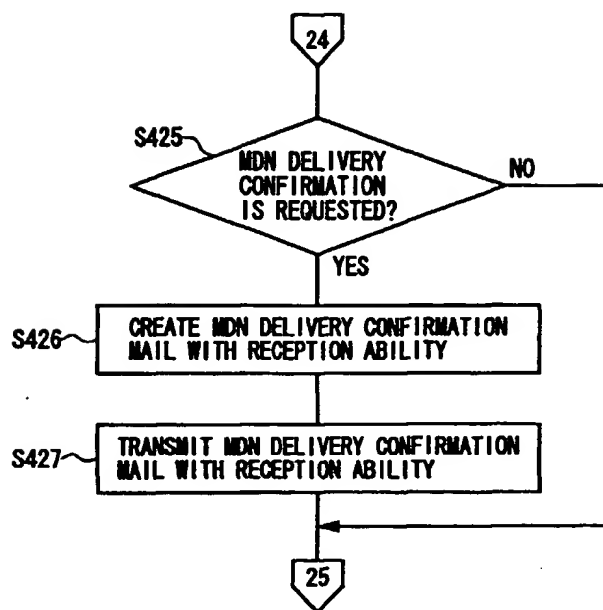 24
S425
MDN DELIVERY
CONFIRMATION
IS REQUESTED?
NO
YES
S426
CREATE MDN DELIVERY CONFIRMATION
MAIL WITH RECEPTION ABILITY
S427
TRANSMIT MDN DELIVERY CONFIRMATION
MAIL WITH RECEPTION ABILITY
25